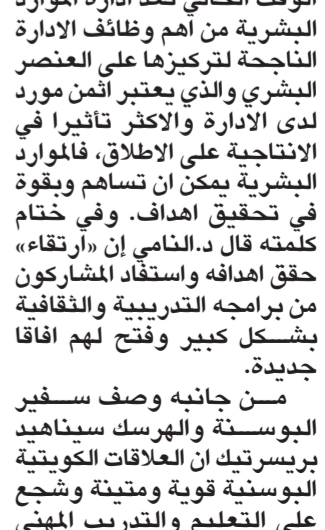 الوقت الحالي تعد ادارة الموارد
البشرية من اهم وظائف الادارة
الناجحة لتركيزها على العنصر
البشري والذي يعتبر اثمن مورد
لدى الادارة والاكثر تأثيرا في
الانتاجية على الاطلاق، فالموارد
البشرية يمكن ان تساهم وبقوة
في تحقيق اهداف. وفي ختام
كلمته قال د.النامي إن «ارتقاء»
حقق اهدافه واستفاد المشاركون
من برامجه التدريبية والثقافية
بشكل كبير وفتح لهم افاقا
جديدة.
من جانبه وصف سفير
البوسنة والهرسك سيناهيد
بريسرتيك ان العلاقات الكويتية
البوسنية قوية ومتينة وشجع
على التعليم والتدريب المهني